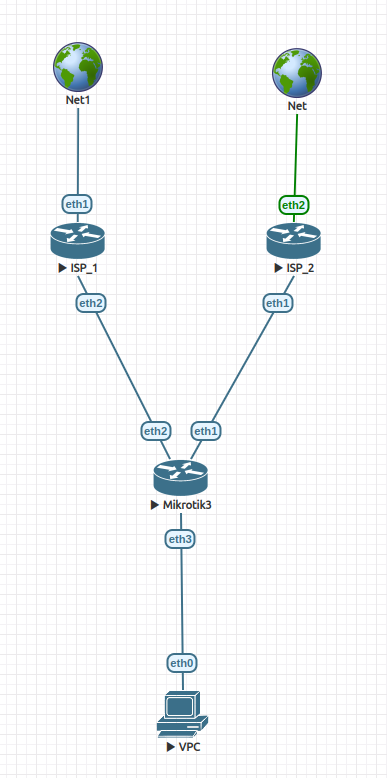 Net1
Net
eth1
eth2
ISP_1
ISP_2
eth2
eth1
eth2
eth1
Mikrotik3
eth3
eth0
VPC